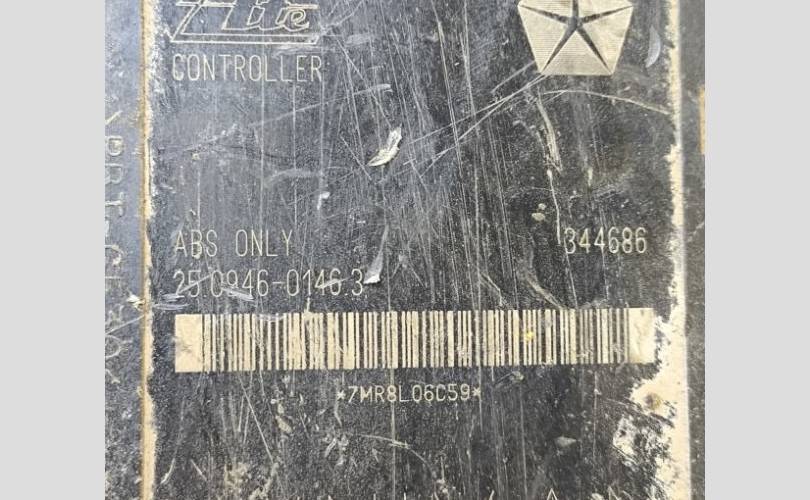 CONTROLLER
ABS ONLY
344686
25.0946-0146.3
*7MR8L06C59*